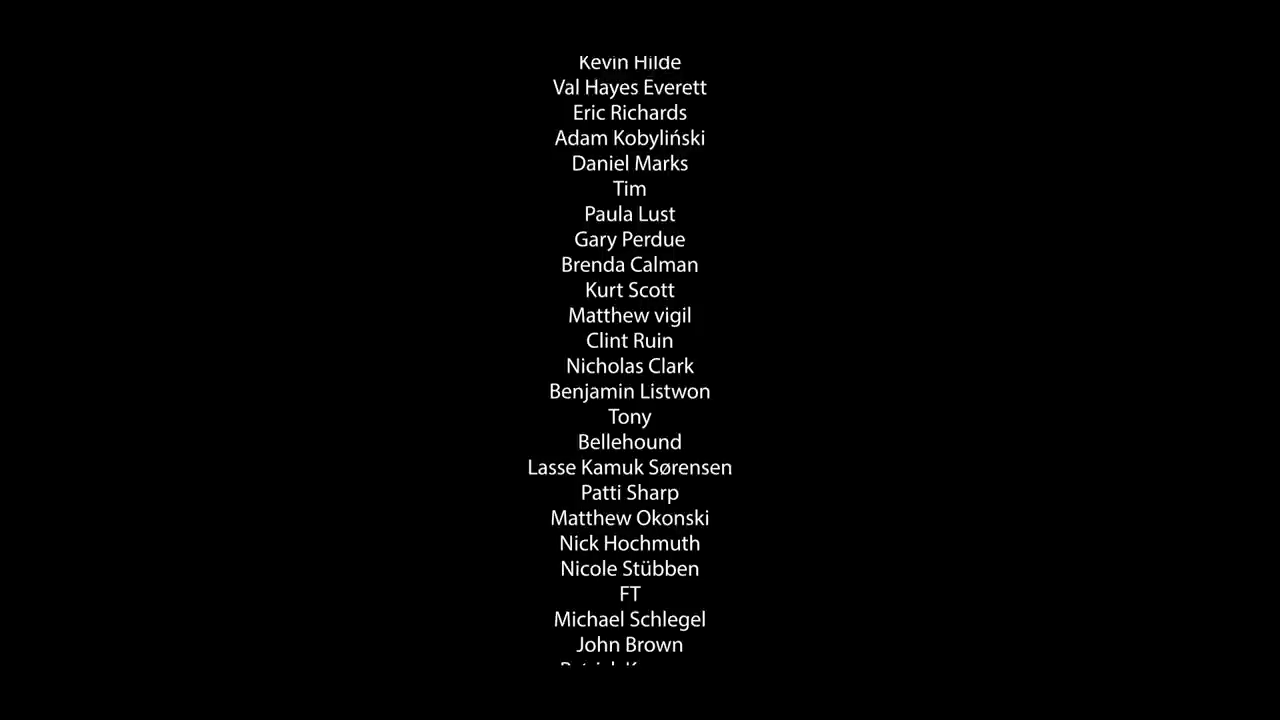 Kevin Hilde
Val Hayes Everett
Eric Richards
Adam Kobyliński
Daniel Marks
Tim
Paula Lust
Gary Perdue
Brenda Calman
Kurt Scott
Matthew vigil
Clint Ruin
Nicholas Clark
Benjamin Listwon
Tony
Bellehound
Lasse Kamuk Sørensen
Patti Sharp
Matthew Okonski
Nick Hochmuth
Nicole Stübben
FT
Michael Schlegel
John Brown